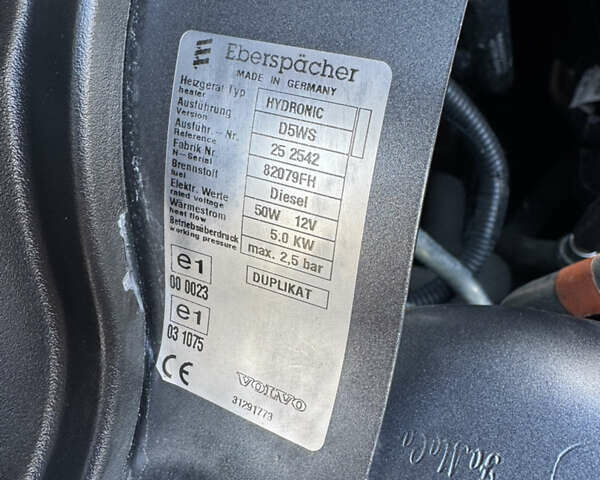 Eberspächer
MADE IN GERMANY
Heizgerät Typ
heater
HYDRONIC
Ausführung
Version
D5WS
Ausführ. - Nr.
Reference
25 2542
Fabrik Nr.
N-Serial
82079FH
Brennstoff
fuel
Diesel
Elektr. Werte
rated voltage
50W 12V
Wärmestrom
heat flow
5.0 KW
Betriebsüberdruck
working pressure
max. 2,5 bar
e1
00 0023
DUPLIKAT
e1
03 1075
CE
VOLVO
31291773